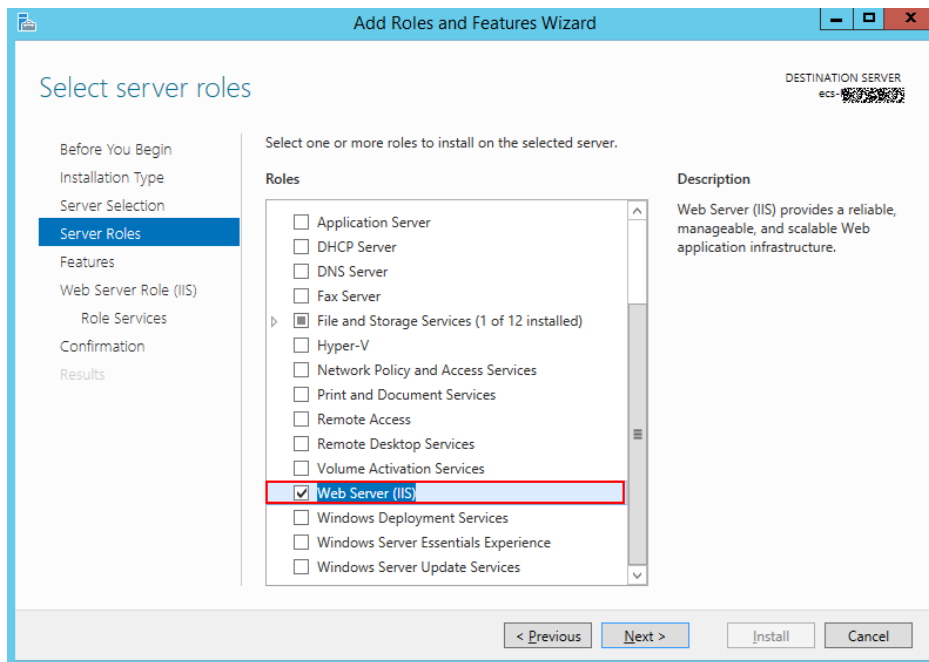 Add Roles and Features Wizard
Select server roles
DESTINATION SERVER
ecs-
Before You Begin
Installation Type
Server Selection
Server Roles
Features
Web Server Role (IIS)
Role Services
Confirmation
Results
Select one or more roles to install on the selected server.
Roles
Application Server
DHCP Server
DNS Server
Fax Server
File and Storage Services (1 of 12 installed)
Hyper-V
Network Policy and Access Services
Print and Document Services
Remote Access
Remote Desktop Services
Volume Activation Services
Web Server (IIS)
Windows Deployment Services
Windows Server Essentials Experience
Windows Server Update Services
Description
Web Server (IIS) provides a reliable,
manageable, and scalable Web
application infrastructure.
< Previous
Next >
Install
Cancel